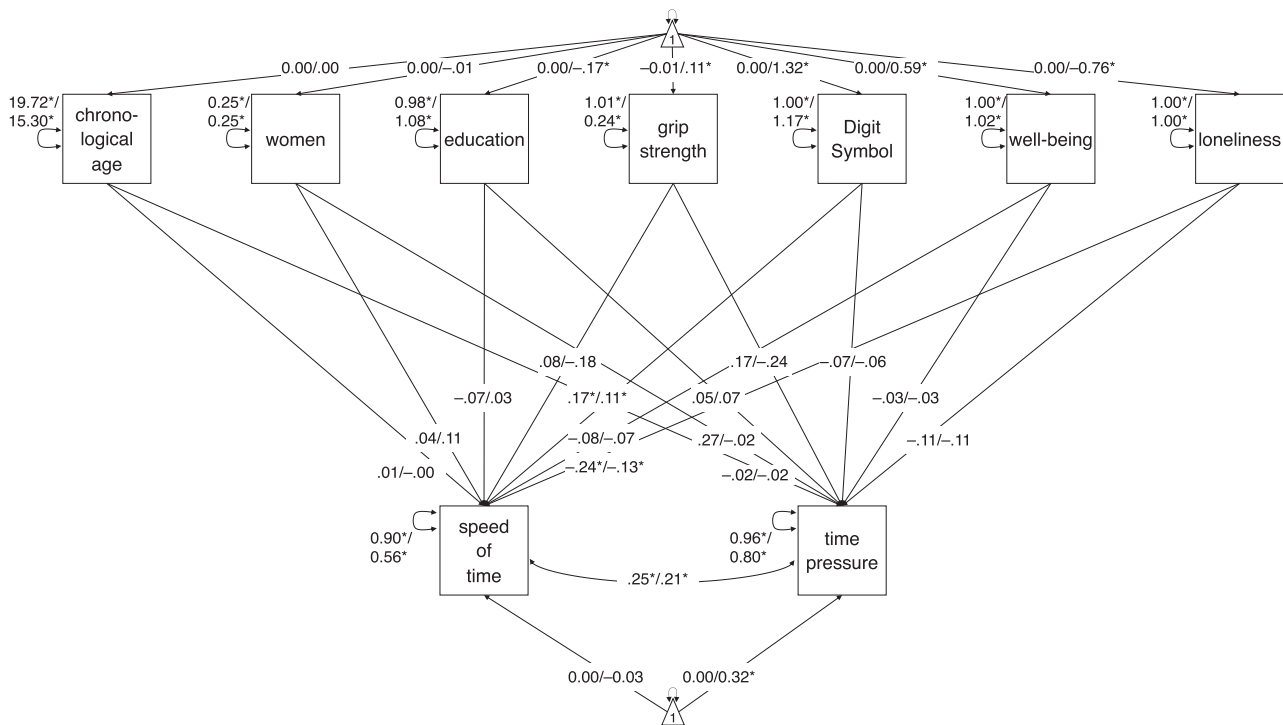 1
0.00/.00
0.00/–.01
0.00/–.17*
–0.01/.11*
0.00/1.32*
0.00/0.59*
0.00/–0.76*
19.72*/
15.30*
chrono-
logical
age
0.25*/
0.25*
women
0.98*/
1.08*
education
1.01*/
0.24*
grip
strength
1.00*/
1.17*
Digit
Symbol
1.00*/
1.02*
well-being
1.00*/
1.00*
loneliness
.08/–.18
.17/–.24
–.07/–.06
–.07/.03
.17*/.11*
.05/.07
–.03/–.03
.04/.11
–.08/–.07
.27/–.02
–.11/–.11
.01/–.00
–.24*/–.13*
–.02/–.02
0.90*/
0.56*
speed
of
time
0.96*/
0.80*
time
pressure
.25*/.21*
0.00/–0.03
0.00/0.32*
1